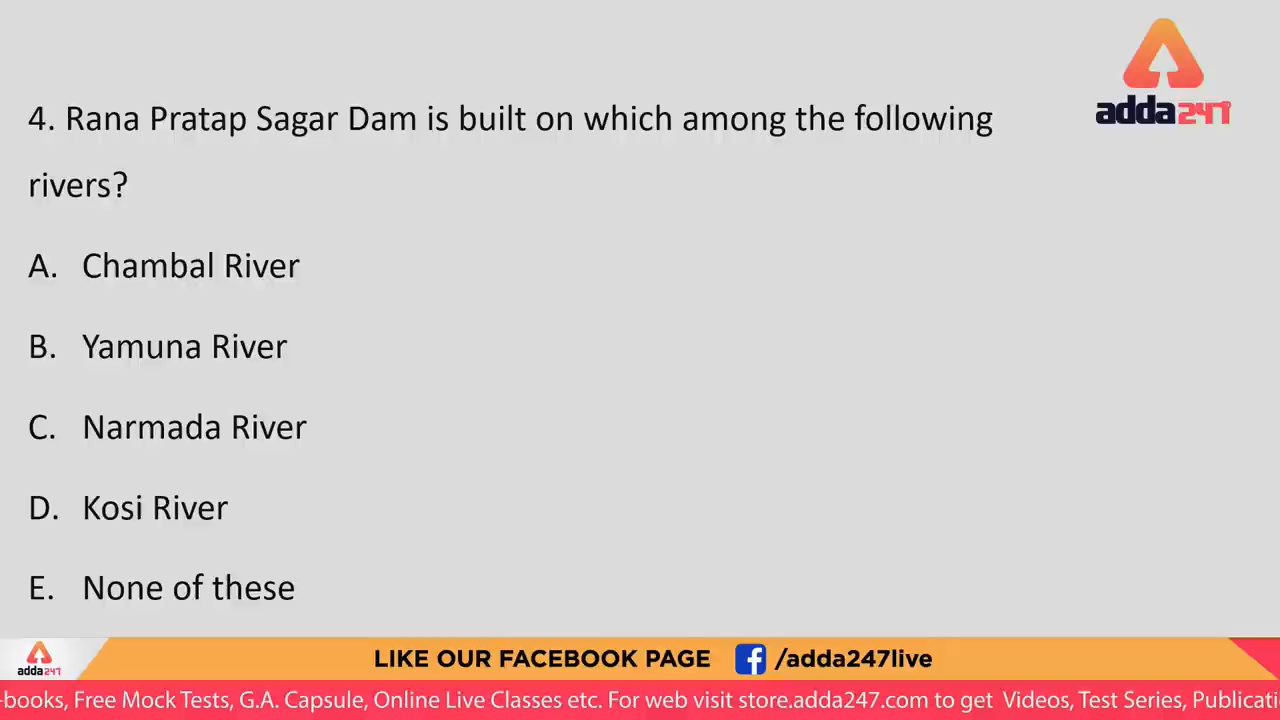 adda247
4. Rana Pratap Sagar Dam is built on which among the following
rivers?
A. Chambal River
B. Yamuna River
C. Narmada River
D. Kosi River
E. None of these
adda247
LIKE OUR FACEBOOK PAGE f /adda247live
-books, Free Mock Tests, G.A. Capsule, Online Live Classes etc. For web visit store.adda247.com to get Videos, Test Series, Publicati